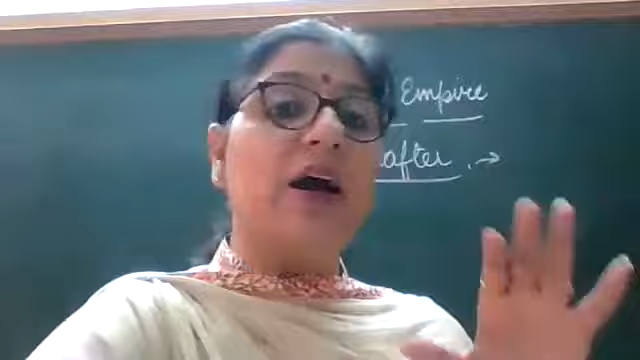 Empire
after. →